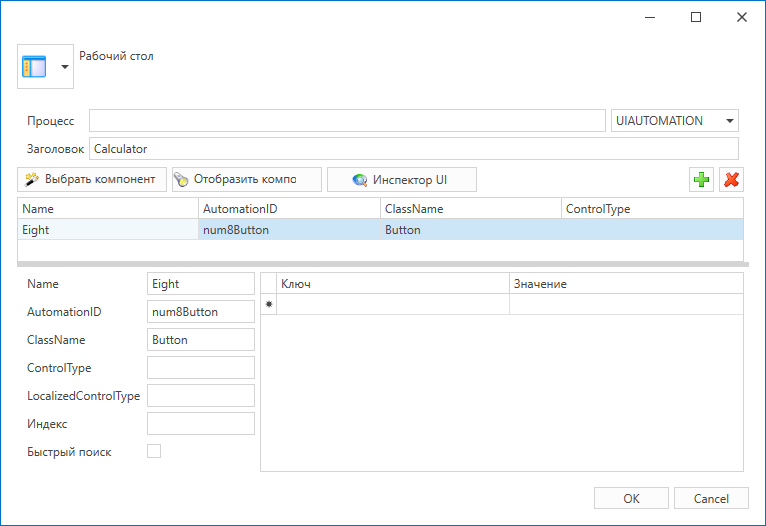 Рабочий стол
Процесс UIAUTOMATION
Заголовок Calculator
Выбрать компонент Отобразить компо Инспектор UI
Name AutomationID ClassName ControlType
Eight num8Button Button
Name Eight Ключ Значение
AutomationID num8Button
ClassName Button
ControlType
LocalizedControlType
Индекс
Быстрый поиск
OK Cancel